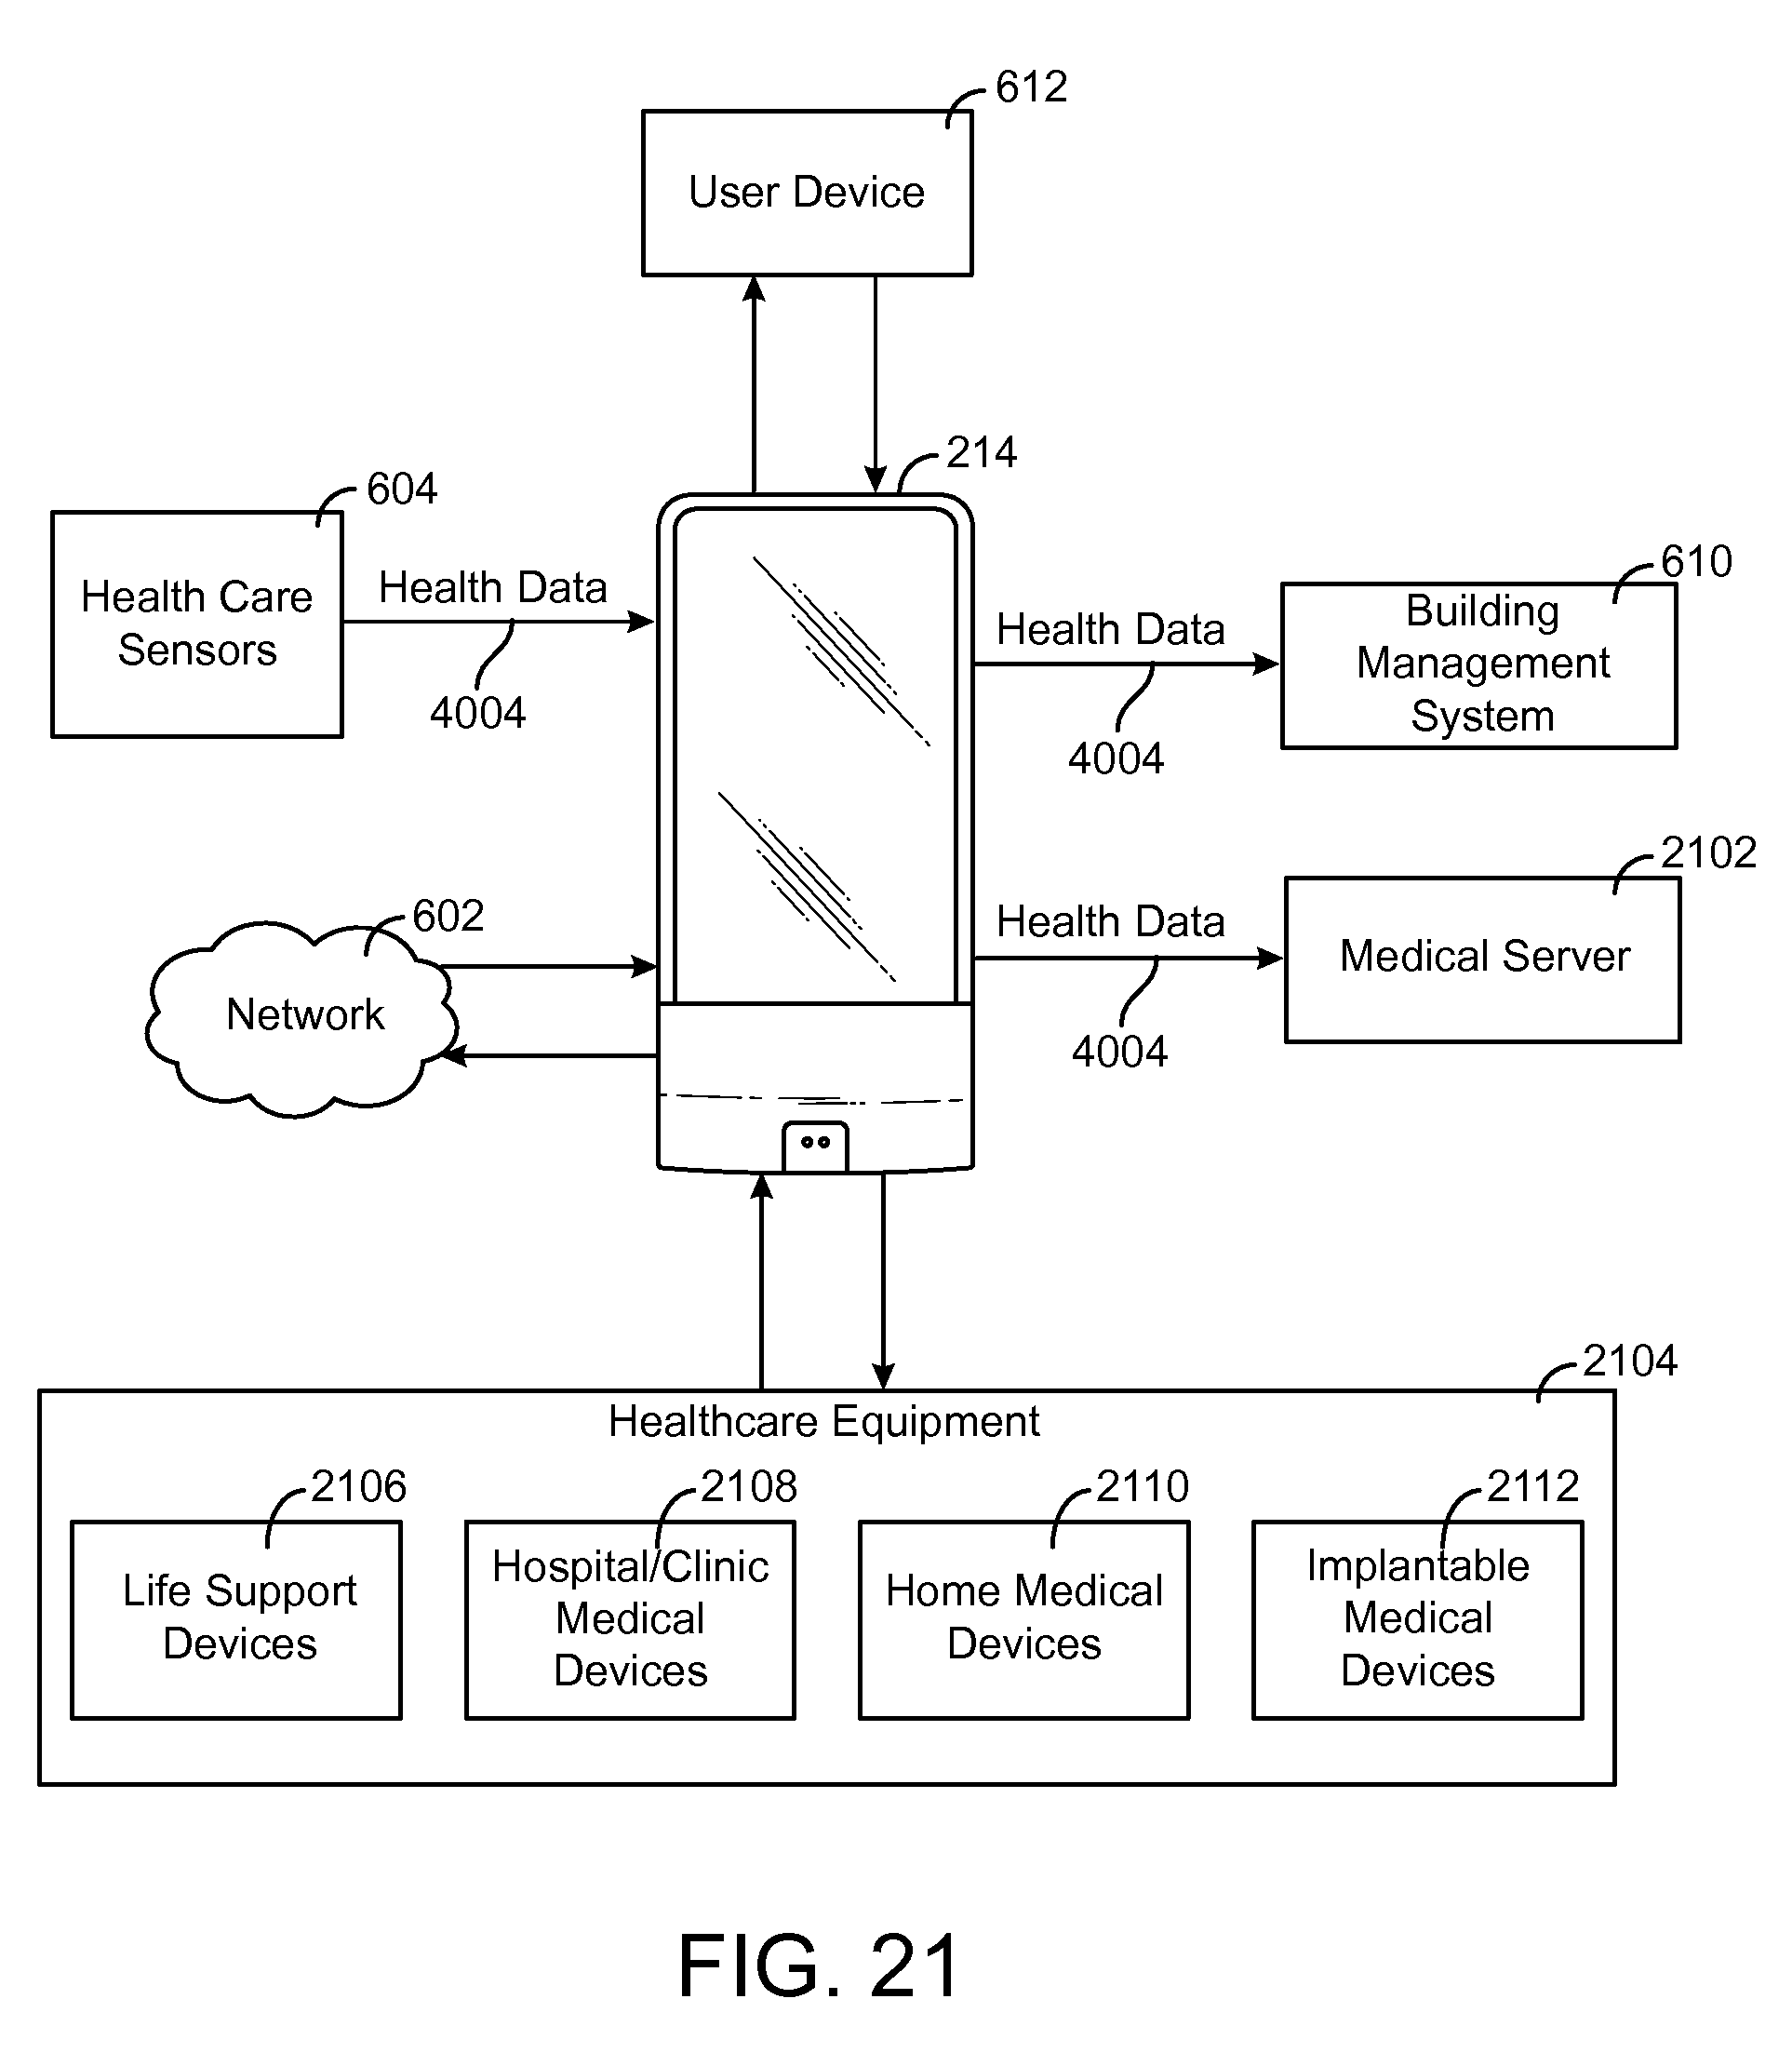 612
User Device
214
604
Health Care
Sensors
Health Data
4004
610
Building
Management
System
Health Data
4004
2102
Medical Server
Health Data
4004
602
Network
2104
Healthcare Equipment
2106
Life Support
Devices
2108
Hospital/Clinic
Medical
Devices
2110
Home Medical
Devices
2112
Implantable
Medical
Devices
FIG. 21